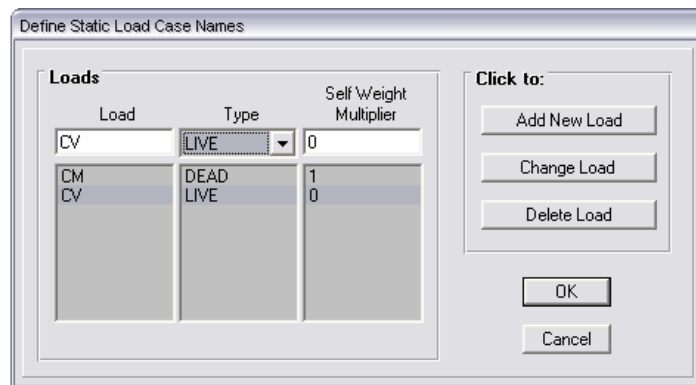 Define Static Load Case Names
Loads
Load Type Self Weight Multiplier
CV LIVE 0
CM DEAD 1
CV LIVE 0
Click to:
Add New Load
Change Load
Delete Load
OK
Cancel